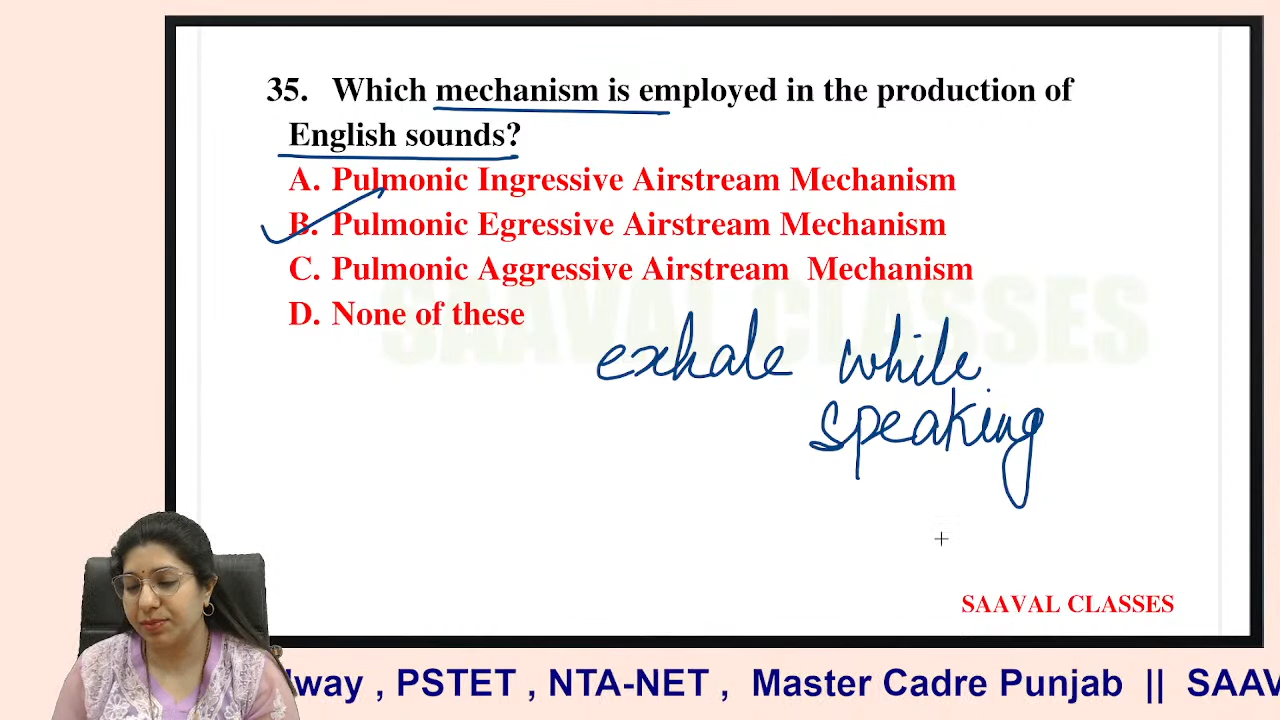 35. Which mechanism is employed in the production of
English sounds?
A. Pulmonic Ingressive Airstream Mechanism
B. Pulmonic Egressive Airstream Mechanism
C. Pulmonic Aggressive Airstream Mechanism
D. None of these
SAAVAL CLASSES
exhale while
speaking
SAAVAL CLASSES
lway , PSTET , NTA-NET , Master Cadre Punjab || SAAV